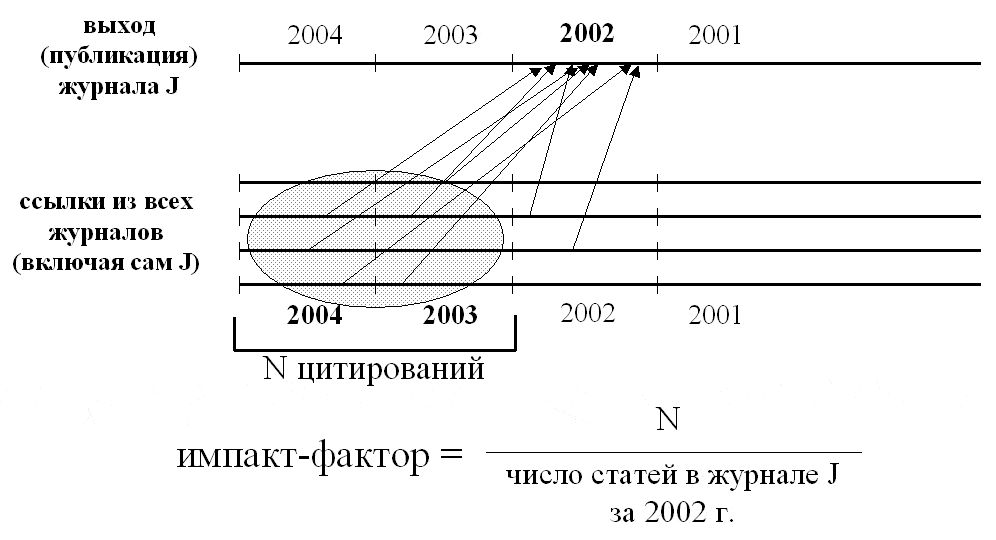 выход
(публикация)
журнала J
2004 2003 2002 2001
ссылки из всех
журналов
(включая сам J)
2004 2003 2002 2001
N цитирований
импакт-фактор =
N
число статей в журнале J
за 2002 г.